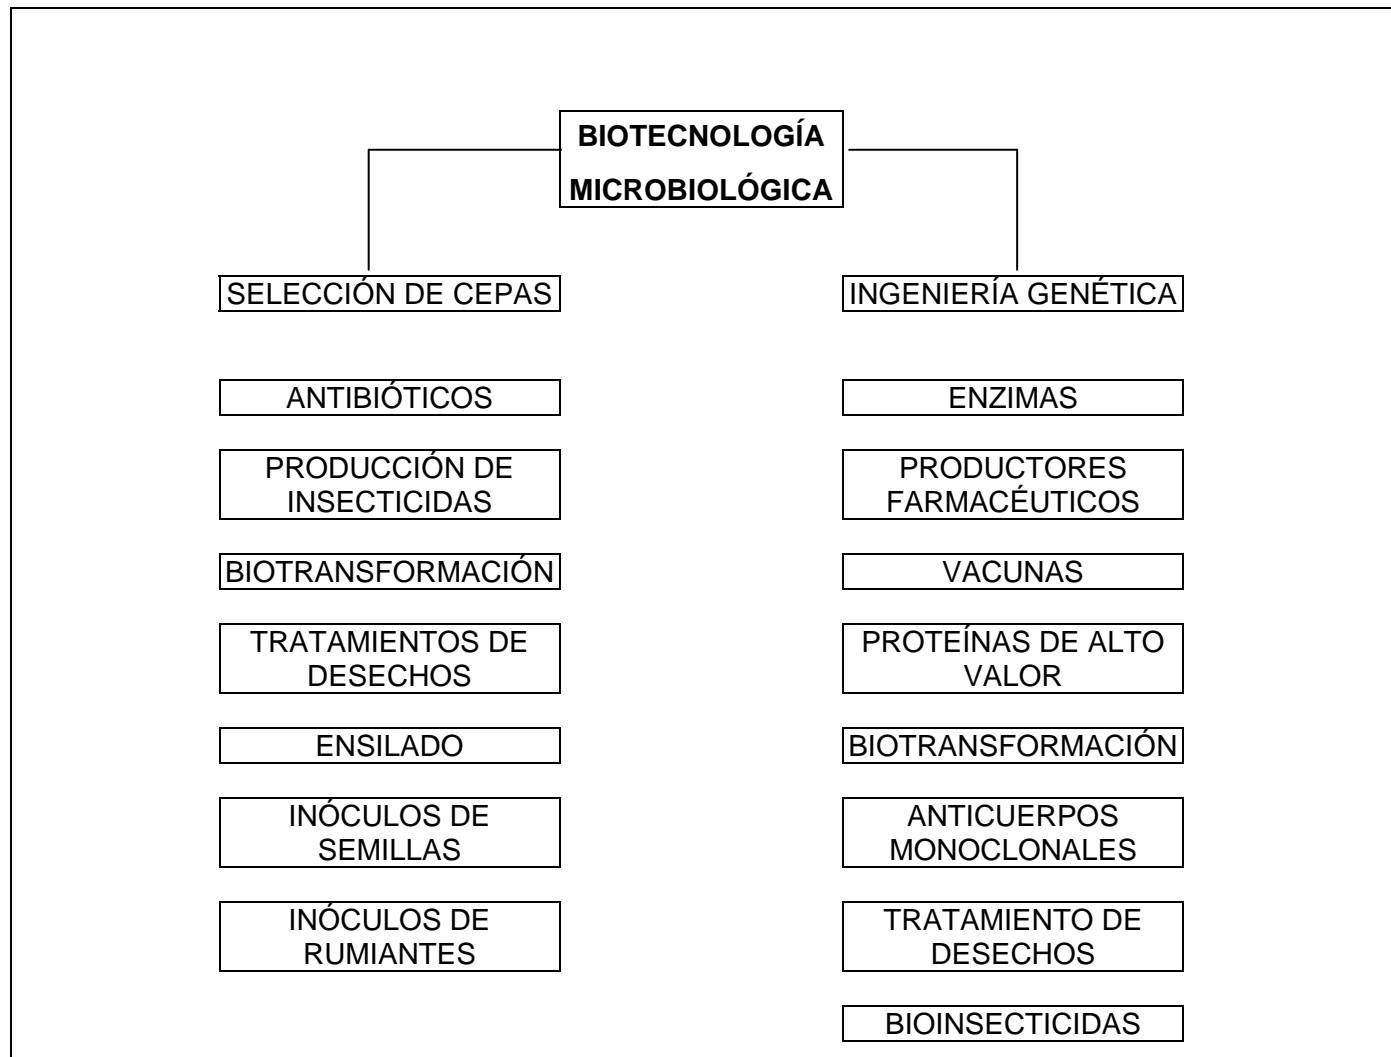 BIOTECNOLOGÍA
MICROBIOLÓGICA
SELECCIÓN DE CEPAS
ANTIBIÓTICOS
PRODUCCIÓN DE
INSECTICIDAS
BIOTRANSFORMACIÓN
TRATAMIENTOS DE
DESECHOS
ENSILADO
INÓCULOS DE
SEMILLAS
INÓCULOS DE
RUMIANTES
INGENIERÍA GENÉTICA
ENZIMAS
PRODUCTORES
FARMACÉUTICOS
VACUNAS
PROTEÍNAS DE ALTO
VALOR
BIOTRANSFORMACIÓN
ANTICUERPOS
MONOCLONALES
TRATAMIENTO DE
DESECHOS
BIOINSECTICIDAS